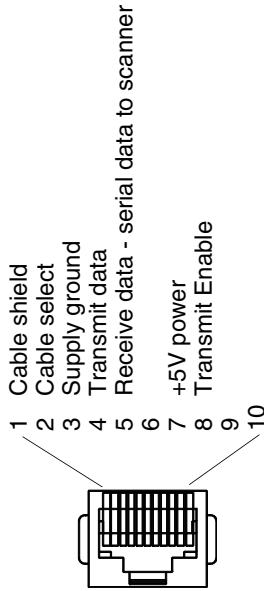 1 Cable shield
2 Cable select
3 Supply ground
4 Transmit data
5 Receive data - serial data to scanner
6
7 +5V power
8 Transmit Enable
9
10